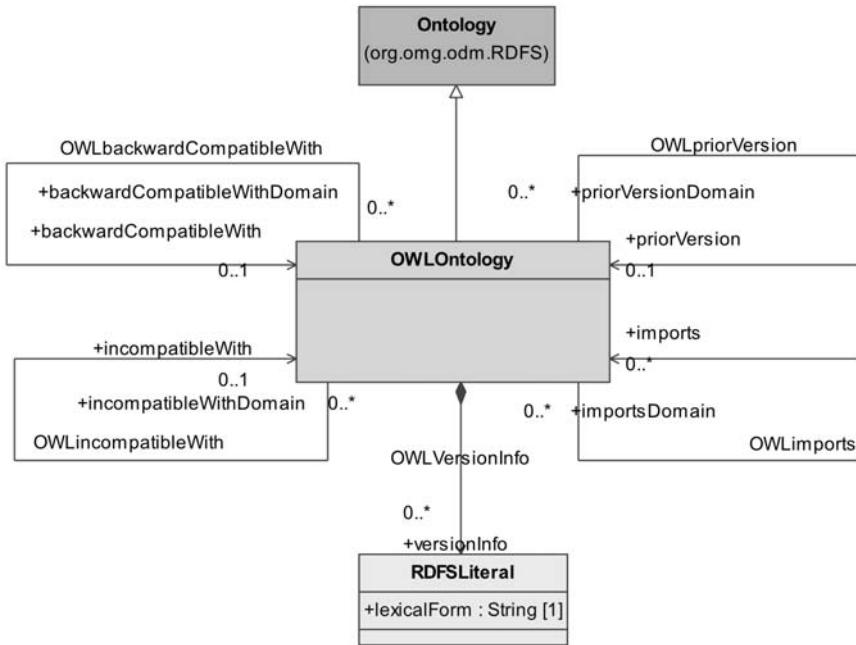 Ontology
(org.omg.odm.RDFS)
OWLbackwardCompatibleWith
OWLpriorVersion
+backwardCompatibleWithDomain
0..*
0..*
+priorVersionDomain
+backwardCompatibleWith
+priorVersion
0..1
OWLOntology
0..1
+incompatibleWith
+imports
0..1
0..*
+incompatibleWithDomain
0..*
0..*
+importsDomain
OWLincompatibleWith
OWLimports
OWLVersionInfo
0..*
+versionInfo
RDFSLiteral
+lexicalForm : String [1]